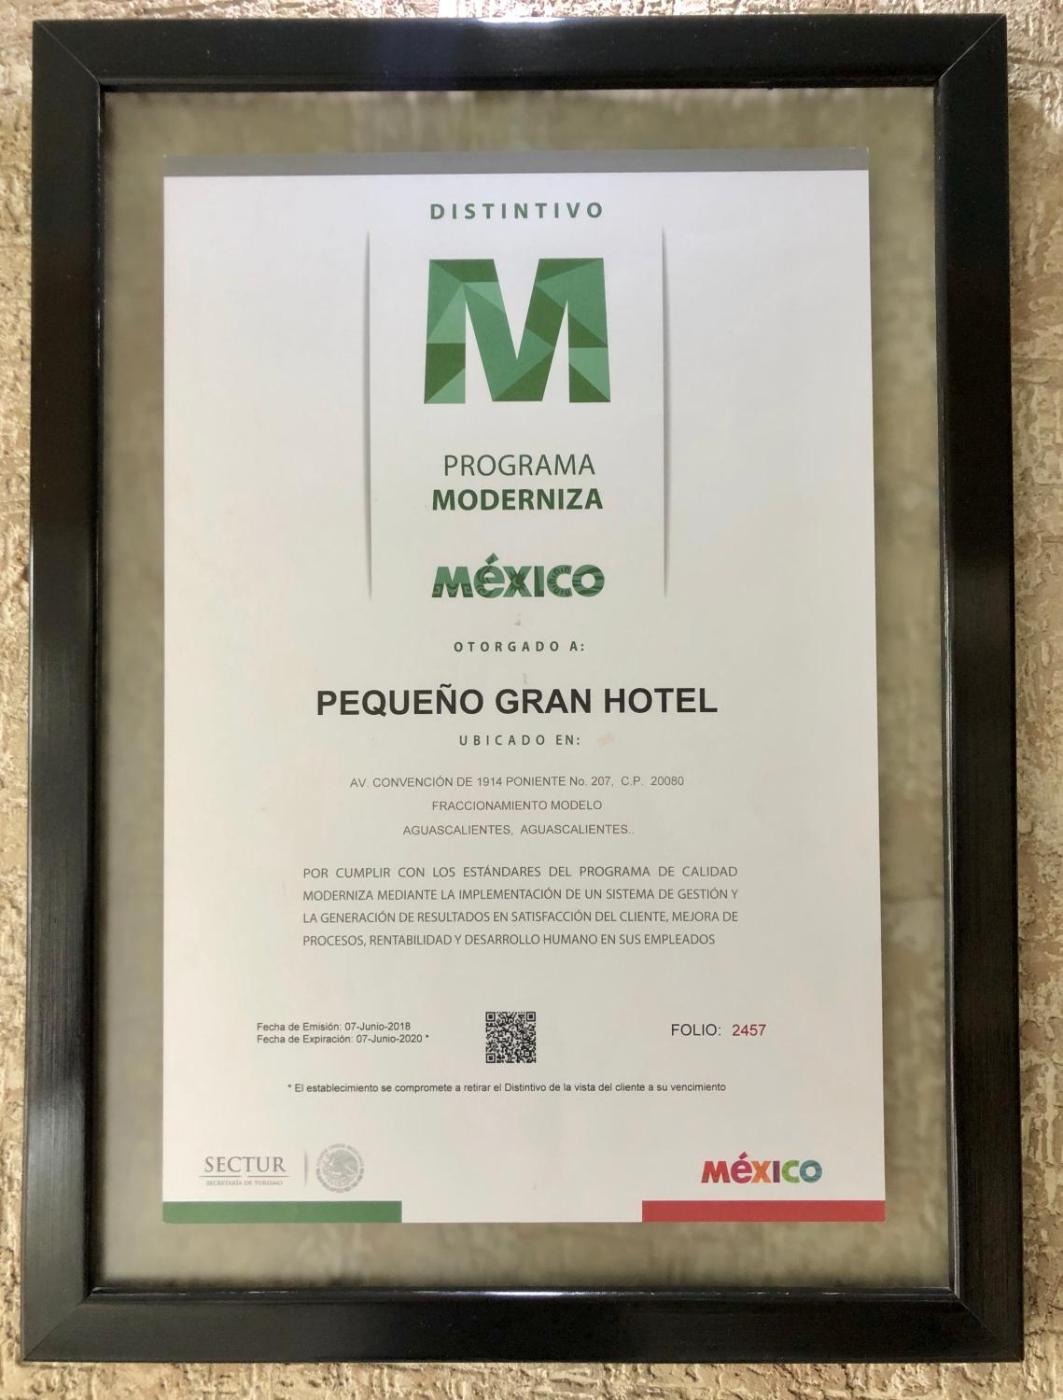 DISTINTIVO
M
PROGRAMA
MODERNIZA
MÉXICO
OTORGADO A:
PEQUEÑO GRAN HOTEL
UBICADO EN:
AV. CONVENCIÓN DE 1914 PONIENTE No. 207, C.P. 20080
FRACCIONAMIENTO MODELO
AGUASCALIENTES, AGUASCALIENTES..
POR CUMPLIR CON LOS ESTÁNDARES DEL PROGRAMA DE CALIDAD
MODERNIZA MEDIANTE LA IMPLEMENTACIÓN DE UN SISTEMA DE GESTIÓN Y
LA GENERACIÓN DE RESULTADOS EN SATISFACCIÓN DEL CLIENTE, MEJORA DE
PROCESOS, RENTABILIDAD Y DESARROLLO HUMANO EN SUS EMPLEADOS
Fecha de Emisión: 07-Junio-2018
Fecha de Expiración: 07-Junio-2020 *
FOLIO: 2457
* El establecimiento se compromete a retirar el Distintivo de la vista del cliente a su vencimiento
SECTUR
SECRETARÍA DE TURISMO
MÉXICO